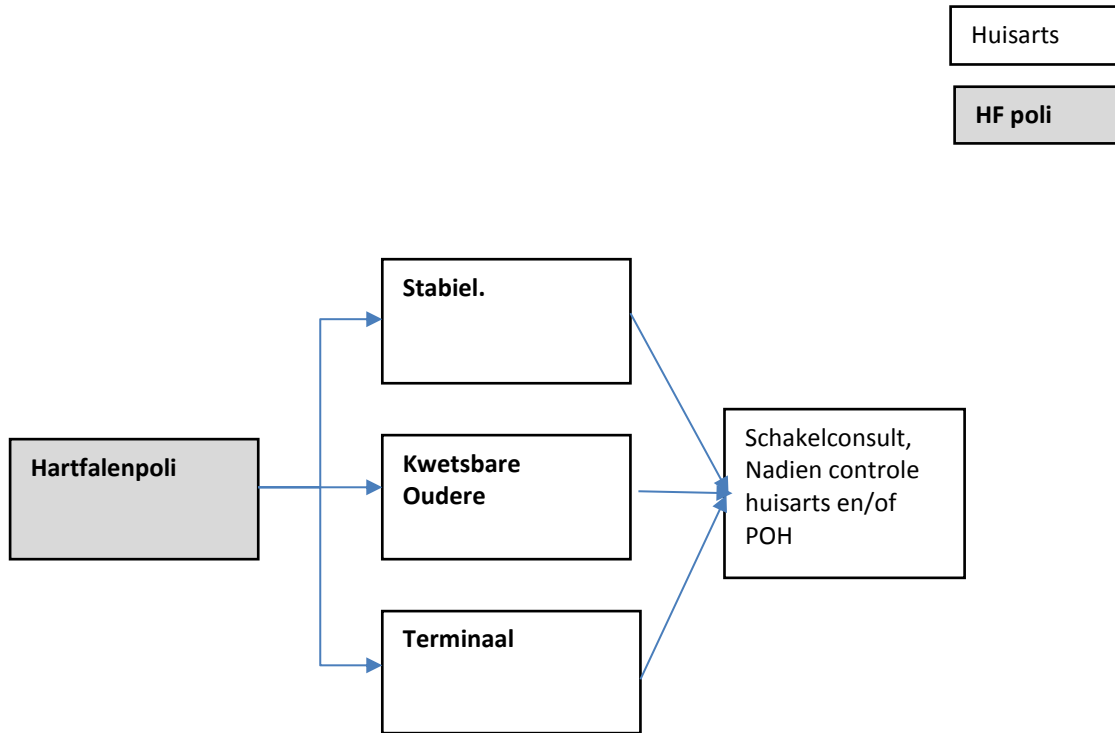 Huisarts
HF poli
Stabiel.
Hartfalenpoli
Kwetsbare
Oudere
Schakelconsult,
Nadien controle
huisarts en/of
POH
Terminaal